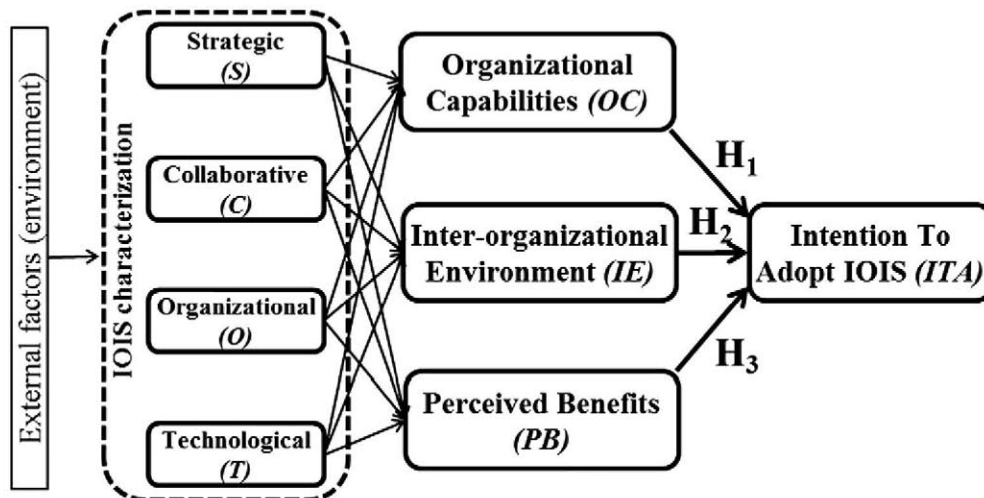 External factors (environment)
IOIS characterization
Strategic
(S)
Collaborative
(C)
Organizational
(O)
Technological
(T)
Organizational
Capabilities (OC)
Inter-organizational
Environment (IE)
Perceived Benefits
(PB)
H1
H2
H3
Intention To
Adopt IOIS (ITA)